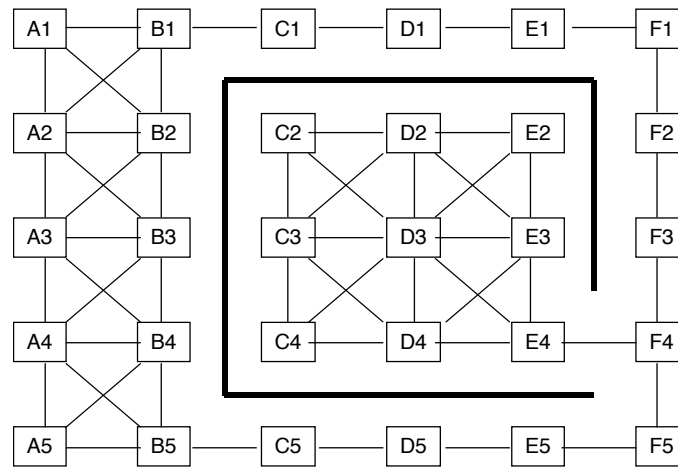 A1 B1 C1 D1 E1 F1
A2 B2 C2 D2 E2 F2
A3 B3 C3 D3 E3 F3
A4 B4 C4 D4 E4 F4
A5 B5 C5 D5 E5 F5